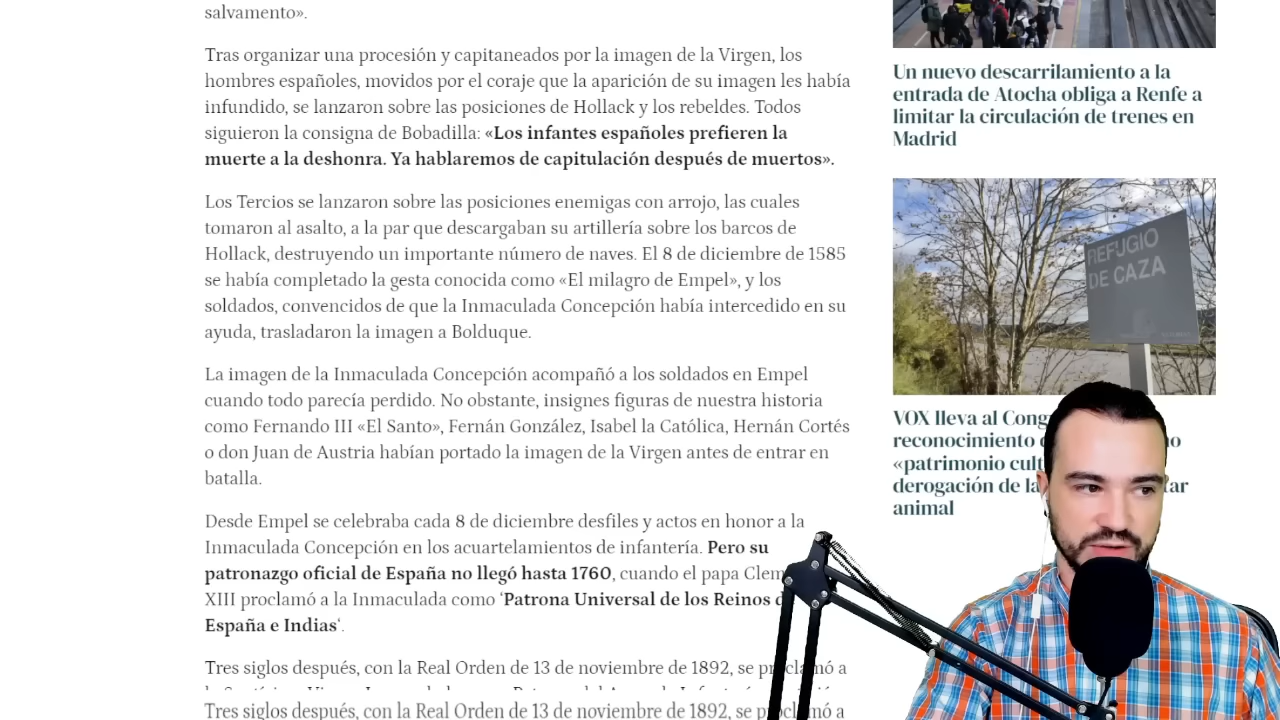 salvamento».
Tras organizar una procesión y capitaneados por la imagen de la Virgen, los
hombres españoles, movidos por el coraje que la aparición de su imagen les había
infundido, se lanzaron sobre las posiciones de Hollack y los rebeldes. Todos
siguieron la consigna de Bobadilla: «Los infantes españoles prefieren la
muerte a la deshonra. Ya hablaremos de capitulación después de muertos».
Los Tercios se lanzaron sobre las posiciones enemigas con arrojo, las cuales
tomaron al asalto, a la par que descargaban su artillería sobre los barcos de
Hollack, destruyendo un importante número de naves. El 8 de diciembre de 1585
se había completado la gesta conocida como «El milagro de Empel», y los
soldados, convencidos de que la Inmaculada Concepción había intercedido en su
ayuda, trasladaron la imagen a Bolduque.
La imagen de la Inmaculada Concepción acompañó a los soldados en Empel
cuando todo parecía perdido. No obstante, insignes figuras de nuestra historia
como Fernando III «El Santo», Fernán González, Isabel la Católica, Hernán Cortés
o don Juan de Austria habían portado la imagen de la Virgen antes de entrar en
batalla.
Desde Empel se celebraba cada 8 de diciembre desfiles y actos en honor a la
Inmaculada Concepción en los acuartelamientos de infantería. Pero su
patronazgo oficial de España no llegó hasta 1760, cuando el papa Clem
XIII proclamó a la Inmaculada como ‘Patrona Universal de los Reinos d
España e Indias‘.
Tres siglos después, con la Real Orden de 13 de noviembre de 1892, se proclamó a
Tres siglos después, con la Real Orden de 13 de noviembre de 1892, se proclamó a
Un nuevo descarrilamiento a la
entrada de Atocha obliga a Renfe a
limitar la circulación de trenes en
Madrid
REFUGIO
DE CAZA
VOX lleva al Cong
reconocimiento
«patrimonio cult
derogación de la
animal